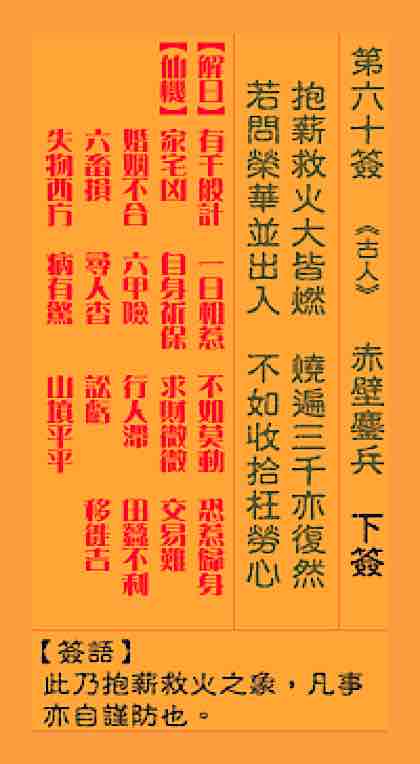 第六十簽 《古人》 赤壁鏖兵 下簽
抱薪救火大皆燃 燒遍三千亦復然
若問榮華並出入 不如收拾枉勞心
【解曰】有千般計 一日惹 不如莫動 恐惹歸身
【仙機】家宅凶 自身祈保 求財微微 交易難
婚姻不合 六甲險 行人滯 田蠶不利
六畜損 尋人杳 訟虧 移徙吉
失物西方 病有驚 山墳平平
【簽語】
此乃抱薪救火之象，凡事
亦自謹防也。